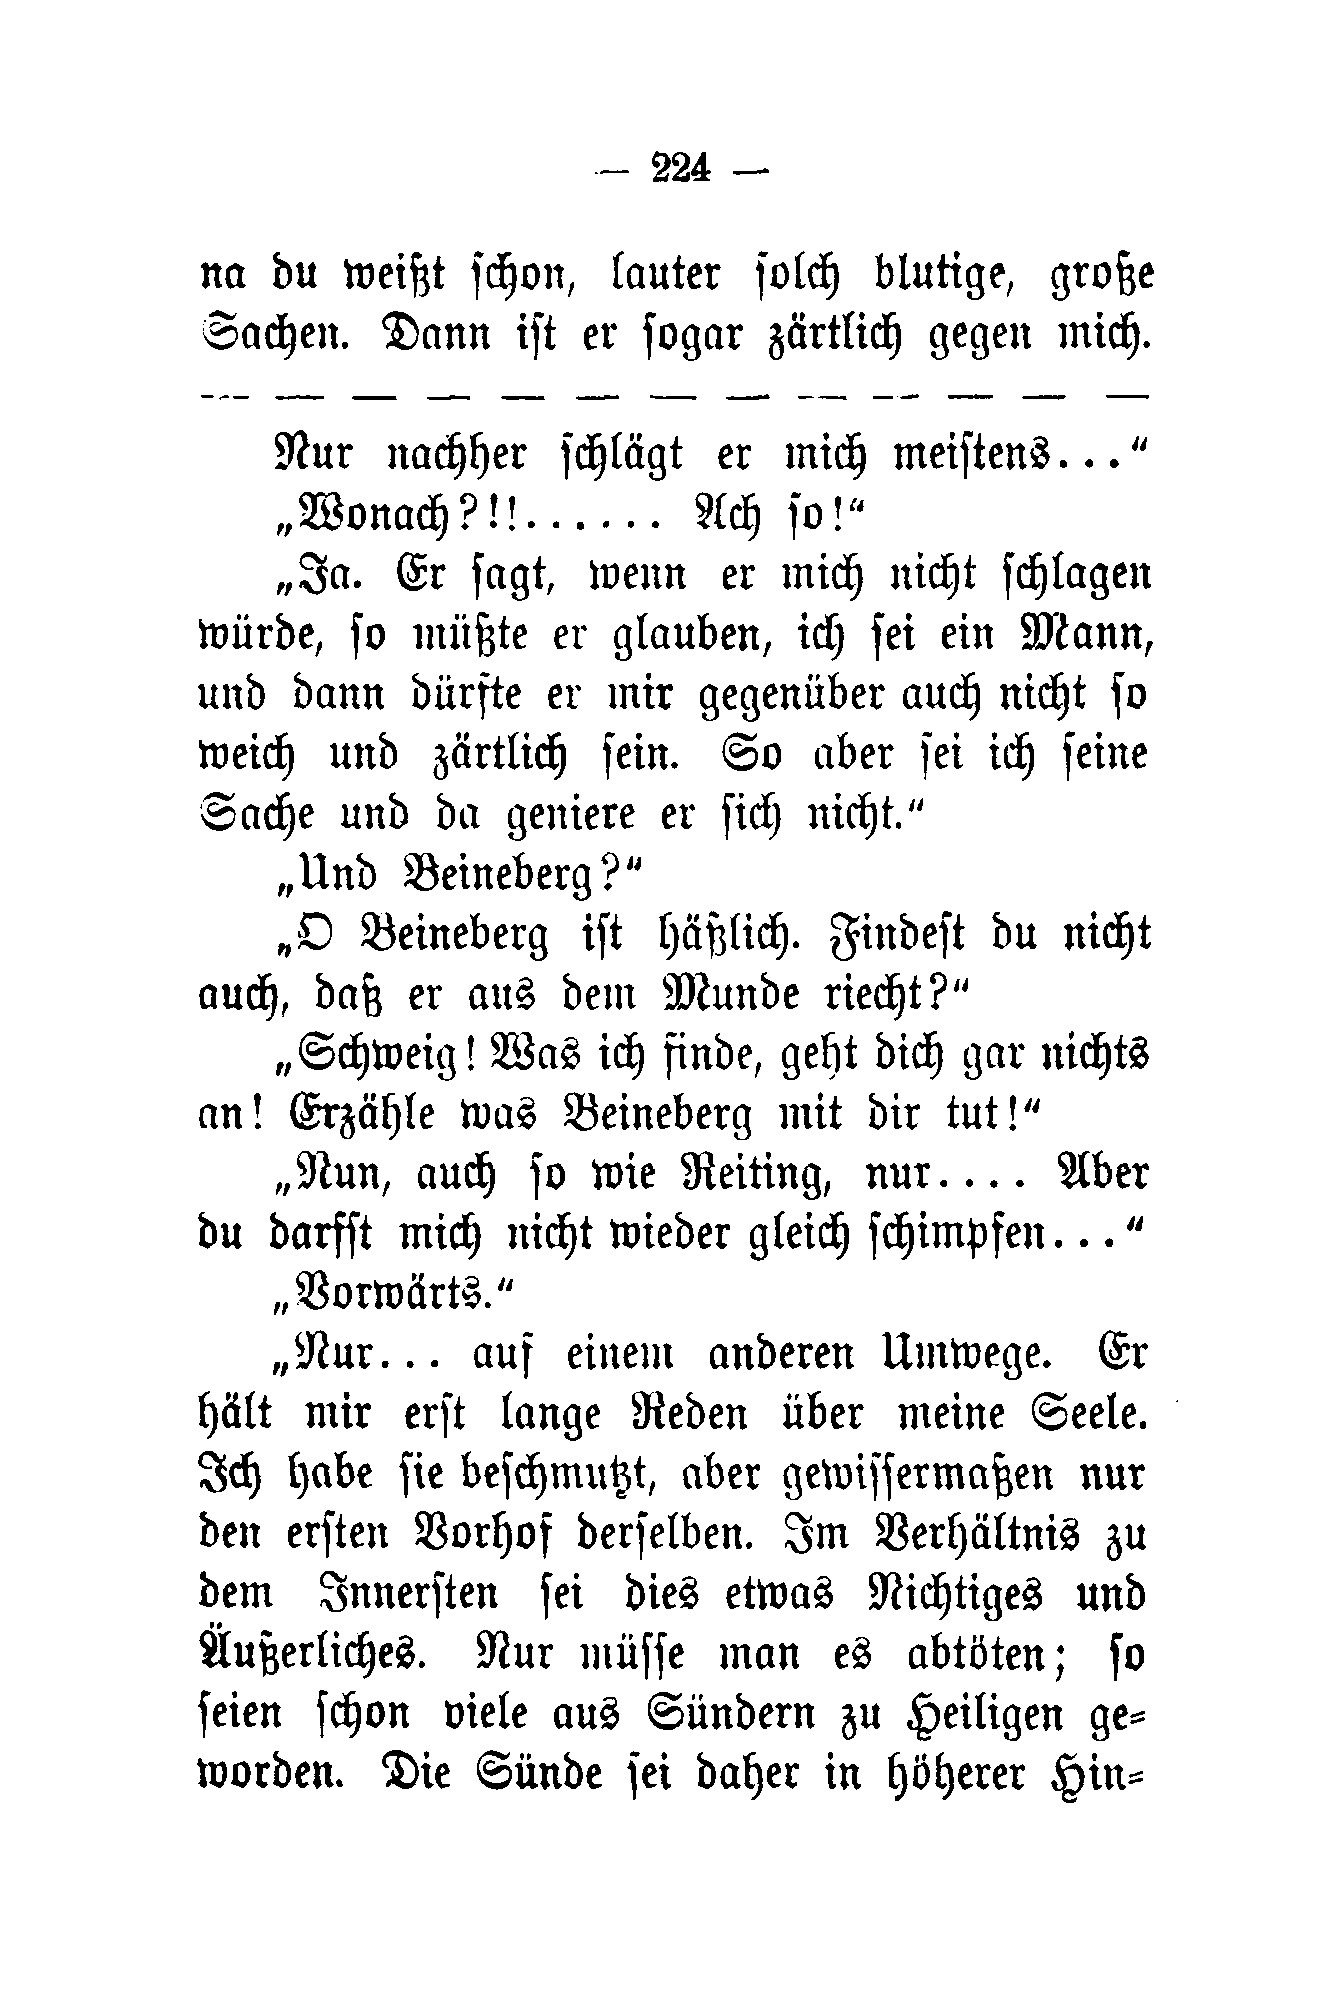 — 224 —
na du weißt schon, lauter solch blutige, große
Sachen. Dann ist er sogar zärtlich gegen mich.
— — — — — — — — — — — — —
Nur nachher schlägt er mich meistens..."
„Wonach?!!...... Ach so!“
„Ja. Er sagt, wenn er mich nicht schlagen
würde, so müßte er glauben, ich sei ein Mann,
und dann dürfte er mir gegenüber auch nicht so
weich und zärtlich sein. So aber sei ich seine
Sache und da geniere er sich nicht.“
„Und Beineberg?“
„O Beineberg ist häßlich. Findest du nicht
auch, daß er aus dem Munde riecht?“
„Schweig! Was ich finde, geht dich gar nichts
an! Erzähle was Beineberg mit dir tut!“
„Nun, auch so wie Reiting, nur.... Aber
du darfst mich nicht wieder gleich schimpfen...“
„Vorwärts.“
„Nur... auf einem anderen Umwege. Er
hält mir erst lange Reden über meine Seele.
Ich habe sie beschmutzt, aber gewissermaßen nur
den ersten Vorhof derselben. Im Verhältnis zu
dem Innersten sei dies etwas Nichtiges und
Äußerliches. Nur müsse man es abtöten; so
seien schon viele aus Sündern zu Heiligen ge-
worden. Die Sünde sei daher in höherer Hin-